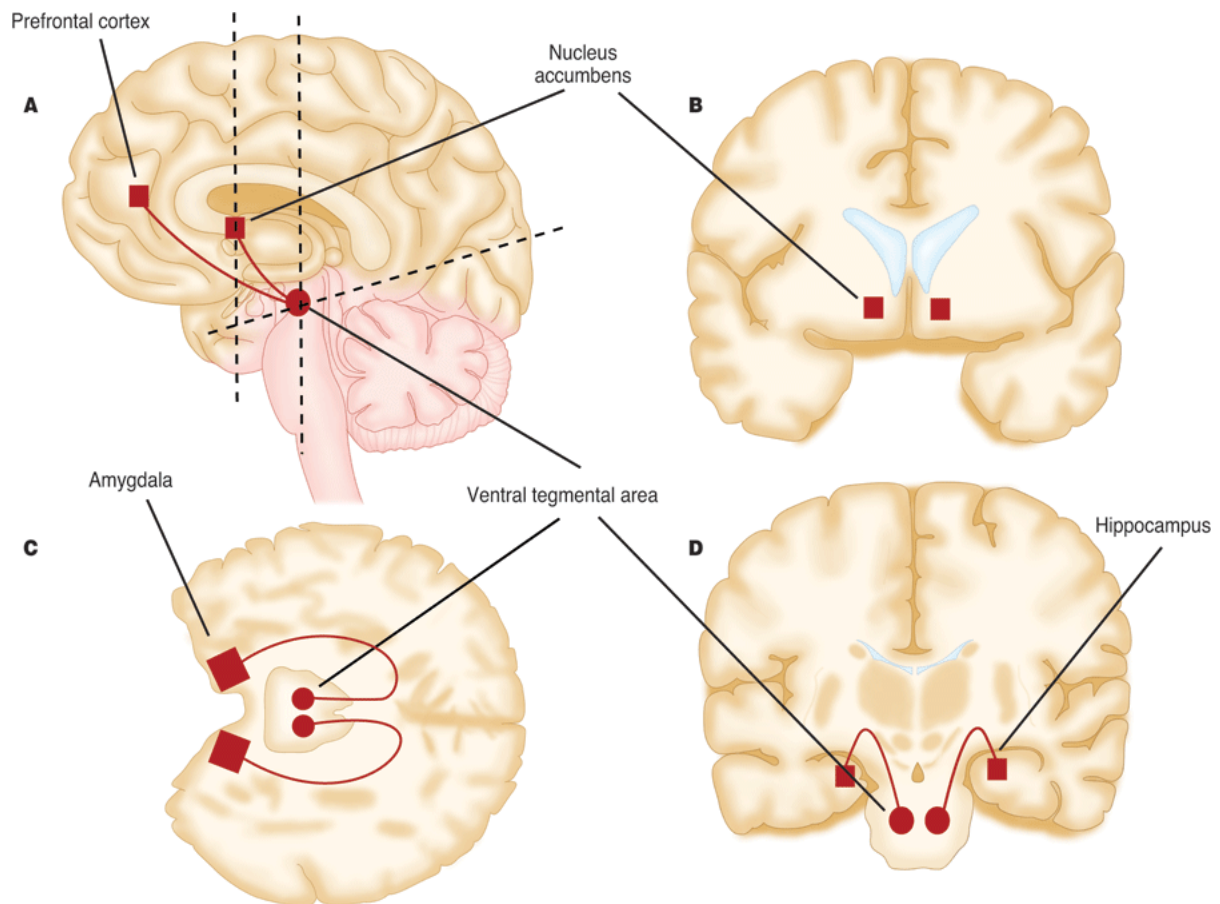 Prefrontal cortex
Nucleus
accumbens
A
B
Amygdala
Ventral tegmental area
Hippocampus
C
D